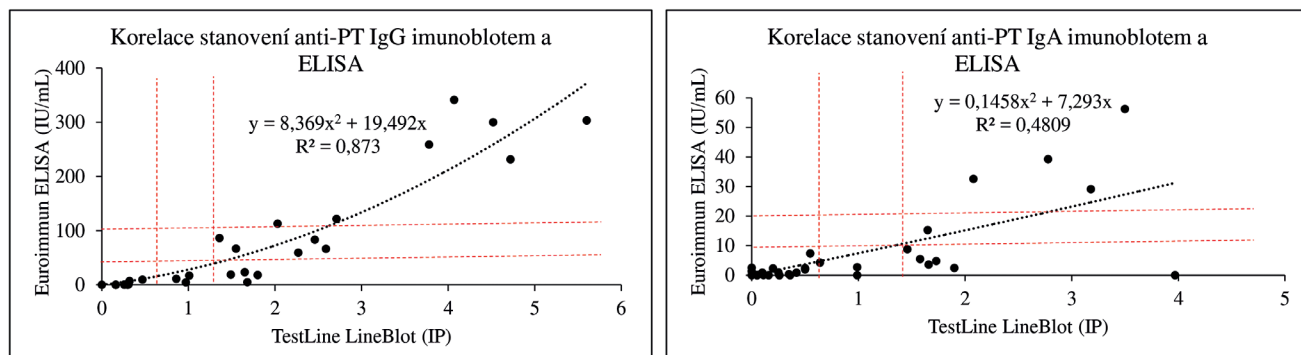 Korelace stanovení anti-PT IgG imunoblotem a
ELISA
Euroimmun ELISA (IU/mL)
400
300
200
100
0
y = 8,369x² + 19,492x
R² = 0,873
0 1 2 3 4 5 6
TestLine LineBlot (IP)
Korelace stanovení anti-PT IgA imunoblotem a
ELISA
Euroimmun ELISA (IU/mL)
60
50
40
30
20
10
0
y = 0,1458x² + 7,293x
R² = 0,4809
0 1 2 3 4 5
TestLine LineBlot (IP)